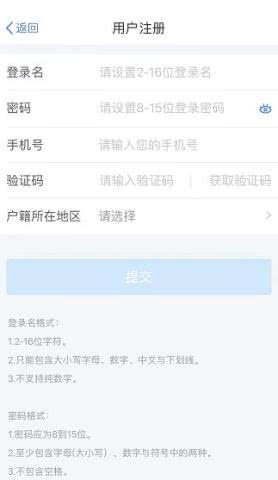 返回 用户注册
登录名 请设置2-16位登录名
密码 请设置8-15位登录密码
手机号 请输入您的手机号
验证码 请输入验证码 | 获取验证码
户籍所在地区 请选择
提交
登录名格式：
1.2-16位字符。
2.只能包含大小写字母、数字、中文与下划线。
3.不支持纯数字。
密码格式：
1.密码应为8到15位。
2.至少包含字母(大小写）、数字与符号中的两种。
3.不包含空格。